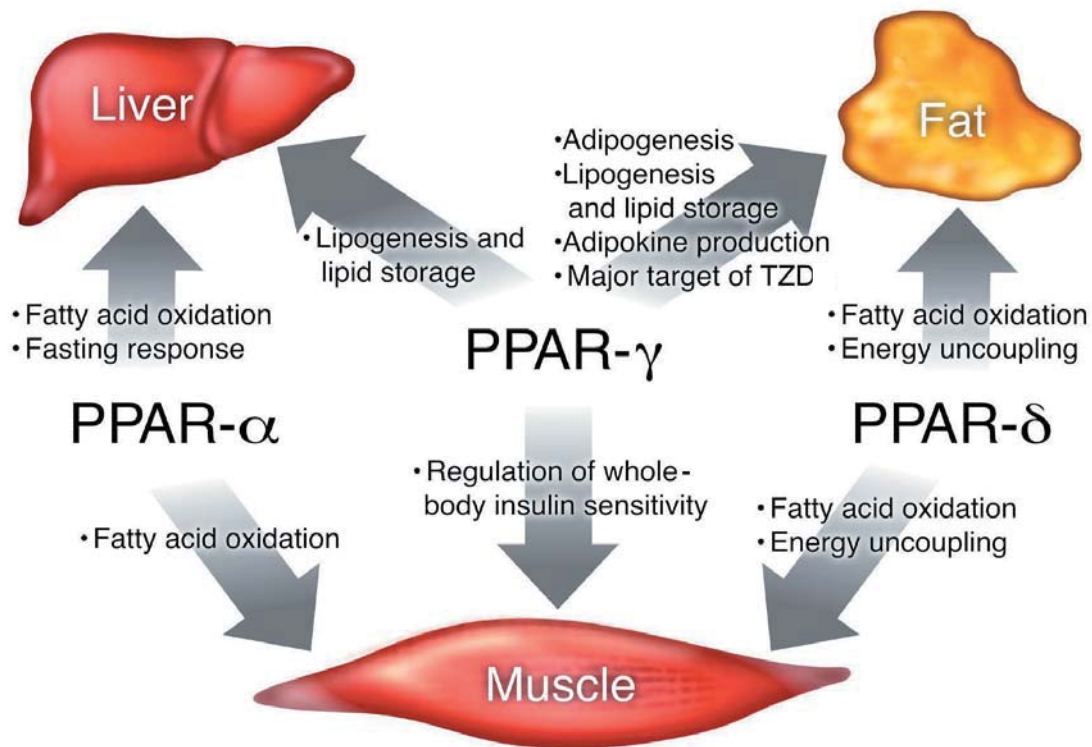 Liver
Fat
•Adipogenesis
•Lipogenesis
and lipid storage
•Adipokine production
•Major target of TZD
•Lipogenesis and
lipid storage
•Fatty acid oxidation
•Fasting response
•Fatty acid oxidation
•Energy uncoupling
PPAR-γ
PPAR-α
PPAR-δ
•Regulation of whole-
body insulin sensitivity
•Fatty acid oxidation
•Fatty acid oxidation
•Energy uncoupling
Muscle